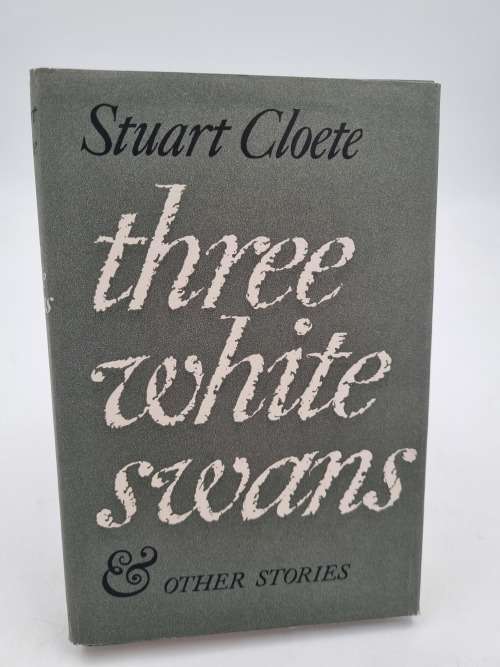 Stuart Cloete
three
white
swans
& OTHER STORIES